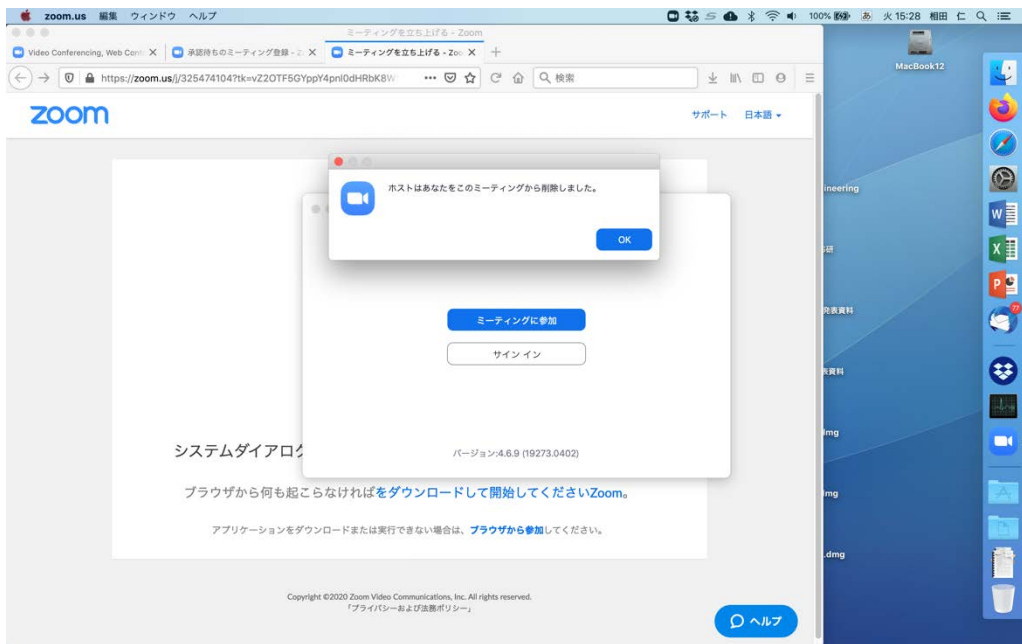 zoom.us 編集 ウィンドウ ヘルプ
100% あ 火 15:28 相田 仁
ミーティングを立ち上げる - Zoom
Video Conferencing, Web Conf
承認待ちのミーティング登録 - Z
ミーティングを立ち上げる - Zoo
https://zoom.us/j/325474104?tk=vZ2OTF5GYppY4pnl0dHRbK8W
検索
MacBook12
zoom
サポート 日本語
ホストはあなたをこのミーティングから削除しました。
OK
ineering
発表資料
ミーティングに参加
サイン イン
表資料
バージョン:4.6.9 (19273.0402)
システムダイアログ
img
ブラウザから何も起こらなければをダウンロードして開始してくださいZoom。
img
アプリケーションをダウンロードまたは実行できない場合は、ブラウザから参加してください。
.dmg
Copyright ©2020 Zoom Video Communications, Inc. All rights reserved.
「プライバシーおよび法務ポリシー」
ヘルプ
77